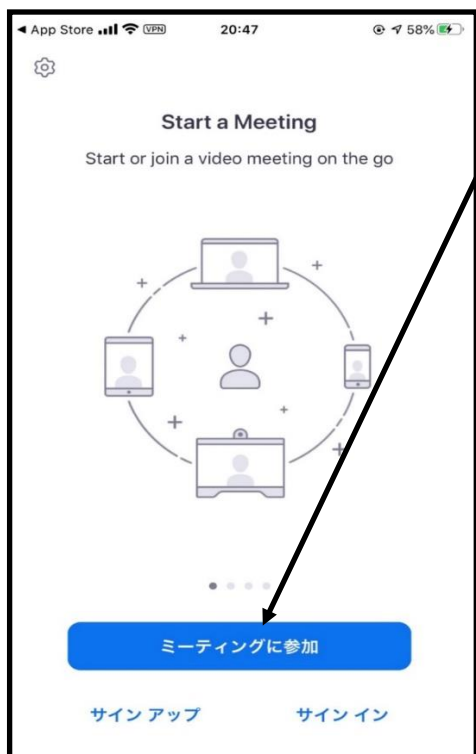 ◀ App Store VPN 20:47 58%
Start a Meeting
Start or join a video meeting on the go
ミーティングに参加
サイン アップ サイン イン